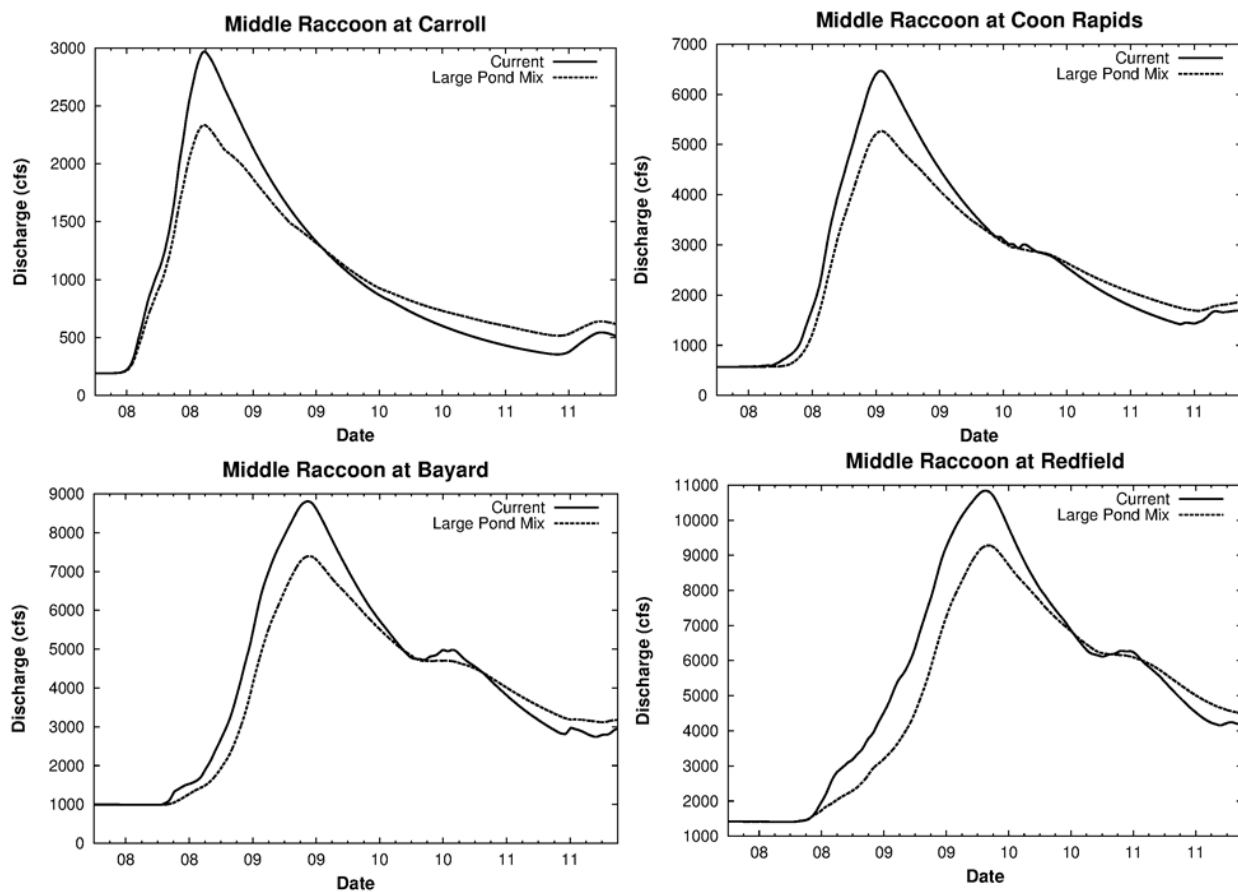 Middle Raccoon at Carroll
3000
2500
2000
1500
1000
500
0
Discharge (cfs)
Current
Large Pond Mix
08 08 09 09 10 10 11 11
Date
Middle Raccoon at Coon Rapids
7000
6000
5000
4000
3000
2000
1000
0
Discharge (cfs)
Current
Large Pond Mix
08 08 09 09 10 10 11 11
Date
Middle Raccoon at Bayard
9000
8000
7000
6000
5000
4000
3000
2000
1000
0
Discharge (cfs)
Current
Large Pond Mix
08 08 09 09 10 10 11 11
Date
Middle Raccoon at Redfield
11000
10000
9000
8000
7000
6000
5000
4000
3000
2000
1000
Discharge (cfs)
Current
Large Pond Mix
08 08 09 09 10 10 11 11
Date